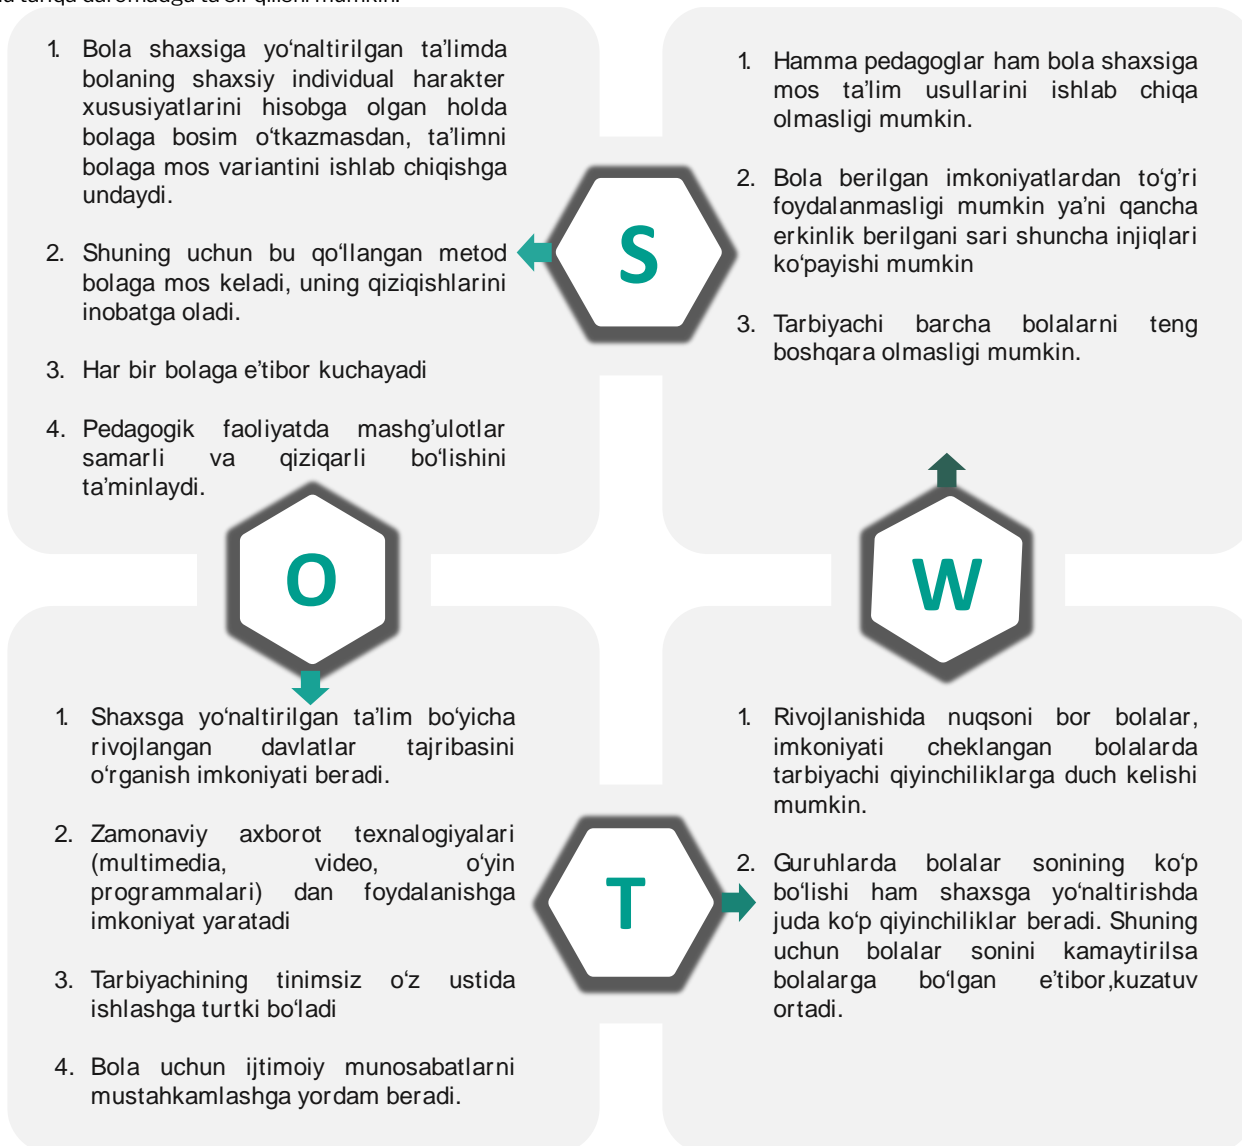 1. Bola shaxsiga yo‘naltirilgan ta’limda
bolaning shaxsiy individual harakter
xususiyatlarini hisobga olgan holda
bolaga bosim o‘tkazmasdan, ta’limni
bolaga mos variantini ishlab chiqishga
undaydi.
2. Shuning uchun bu qo‘llangan metod
bolaga mos keladi, uning qiziqishlarini
inobatga oladi.
3. Har bir bolaga e’tibor kuchayadi
4. Pedagogik faoliyatda mashg‘ulotlar
samarli va qiziqarli bo‘lishini
ta’minlaydi.
S
1. Hamma pedagoglar ham bola shaxsiga
mos ta’lim usullarini ishlab chiqa
olmasligi mumkin.
2. Bola berilgan imkoniyatlardan to‘g‘ri
foydalanmasligi mumkin ya’ni qancha
erkinlik berilgani sari shuncha injiqlari
ko‘payishi mumkin
3. Tarbiyachi barcha bolalarni teng
boshqara olmasligi mumkin.
O
W
1. Shaxsga yo‘naltirilgan ta’lim bo‘yicha
rivojlangan davlatlar tajribasini
o‘rganish imkoniyati beradi.
2. Zamonaviy axborot texnalogiyalari
(multimedia, video, o‘yin
programmalari) dan foydalanishga
imkoniyat yaratadi
3. Tarbiyachining tinimsiz o‘z ustida
ishlashga turtki bo‘ladi
4. Bola uchun ijtimoiy munosabatlarni
mustahkamlashga yordam beradi.
T
1. Rivojlanishida nuqsoni bor bolalar,
imkoniyati cheklangan bolalarda
tarbiyachi qiyinchiliklarga duch kelishi
mumkin.
2. Guruhlarda bolalar sonining ko‘p
bo‘lishi ham shaxsga yo‘naltirishda
juda ko‘p qiyinchiliklar beradi. Shuning
uchun bolalar sonini kamaytirilsa
bolalarga bo‘lgan e’tibor,kuzatuv
ortadi.